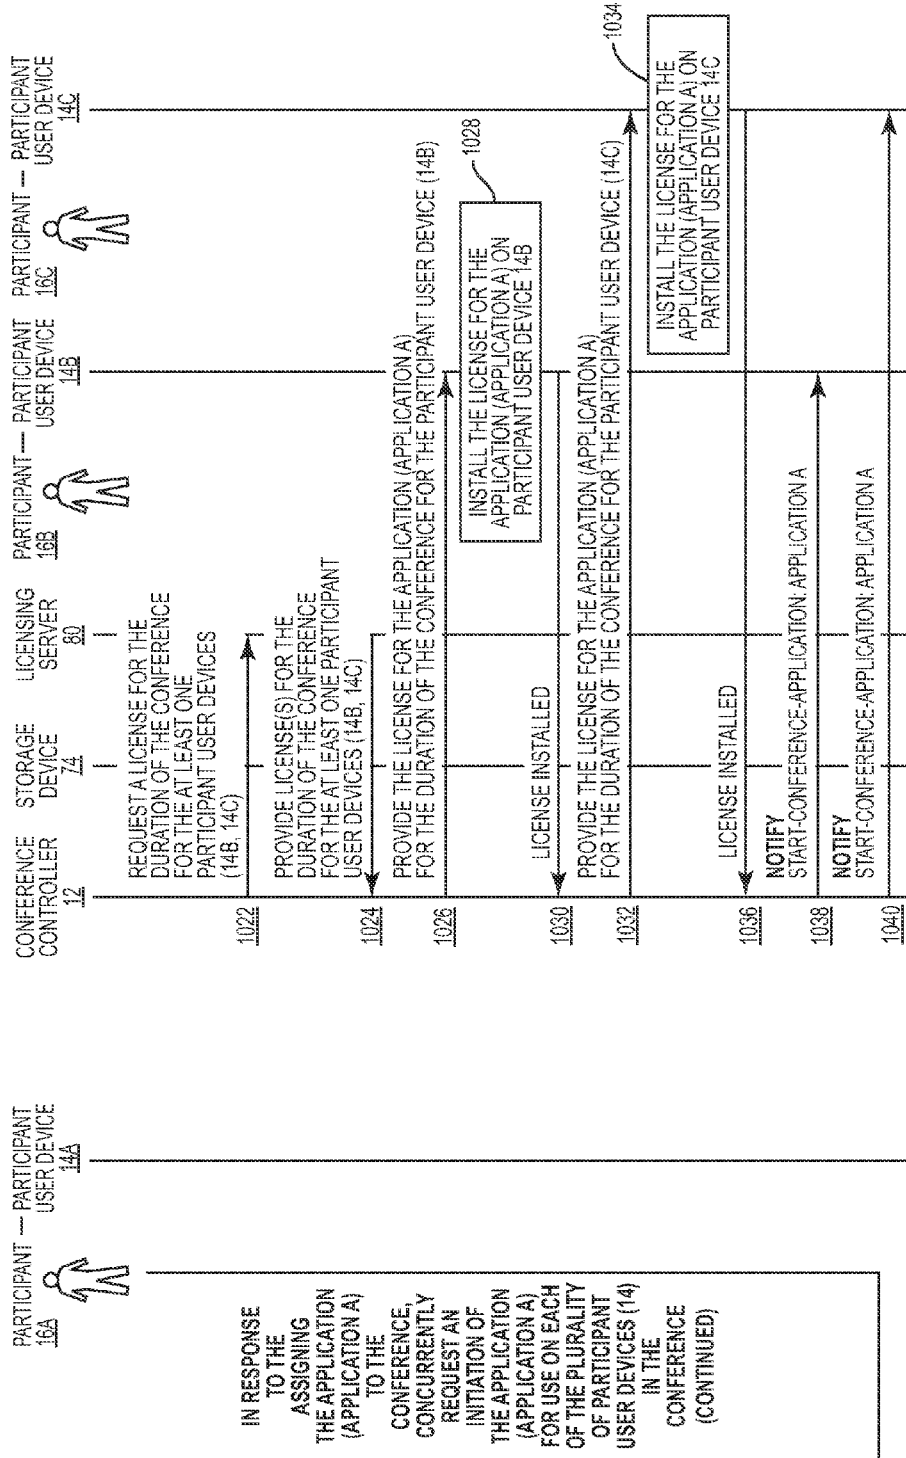 PARTICIPANT — PARTICIPANT
16A
USER DEVICE
14A
CONFERENCE
CONTROLLER
12
STORAGE
DEVICE
74
LICENSING
SERVER
80
PARTICIPANT — PARTICIPANT
16B
USER DEVICE
14B
PARTICIPANT — PARTICIPANT
16C
USER DEVICE
14C
IN RESPONSE
TO THE
ASSIGNING
THE APPLICATION
(APPLICATION A)
TO THE
CONFERENCE,
CONCURRENTLY
REQUEST AN
INITIATION OF
THE APPLICATION
(APPLICATION A)
FOR USE ON EACH
OF THE PLURALITY
OF PARTICIPANT
USER DEVICES (14)
IN THE
CONFERENCE
(CONTINUED)
REQUEST A LICENSE FOR THE
DURATION OF THE CONFERENCE
FOR THE AT LEAST ONE
PARTICIPANT USER DEVICES
(14B, 14C)
1022
PROVIDE LICENSE(S) FOR THE
DURATION OF THE CONFERENCE
FOR THE AT LEAST ONE PARTICIPANT
USER DEVICES (14B, 14C)
1024
PROVIDE THE LICENSE FOR THE APPLICATION (APPLICATION A)
FOR THE DURATION OF THE CONFERENCE FOR THE PARTICIPANT USER DEVICE (14B)
1026
1028
INSTALL THE LICENSE FOR THE
APPLICATION (APPLICATION A) ON
PARTICIPANT USER DEVICE 14B
LICENSE INSTALLED
1030
PROVIDE THE LICENSE FOR THE APPLICATION (APPLICATION A)
FOR THE DURATION OF THE CONFERENCE FOR THE PARTICIPANT USER DEVICE (14C)
1032
1034
INSTALL THE LICENSE FOR THE
APPLICATION (APPLICATION A) ON
PARTICIPANT USER DEVICE 14C
LICENSE INSTALLED
1036
NOTIFY
START-CONFERENCE-APPLICATION: APPLICATION A
1038
NOTIFY
START-CONFERENCE-APPLICATION: APPLICATION A
1040